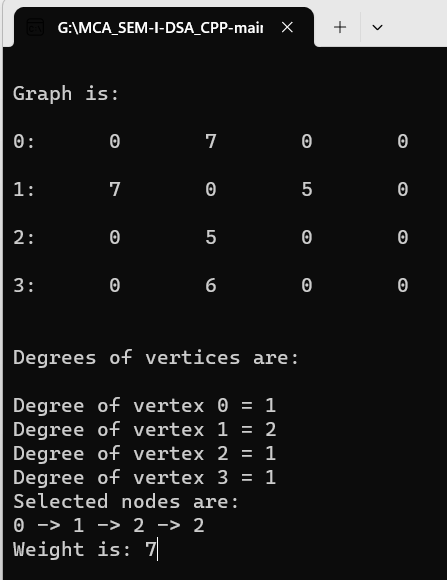 G:\MCA_SEM-I-DSA_CPP-mair
Graph is:
0: 0 7 0 0
1: 7 0 5 0
2: 0 5 0 0
3: 0 6 0 0
Degrees of vertices are:
Degree of vertex 0 = 1
Degree of vertex 1 = 2
Degree of vertex 2 = 1
Degree of vertex 3 = 1
Selected nodes are:
0 -> 1 -> 2 -> 2
Weight is: 7